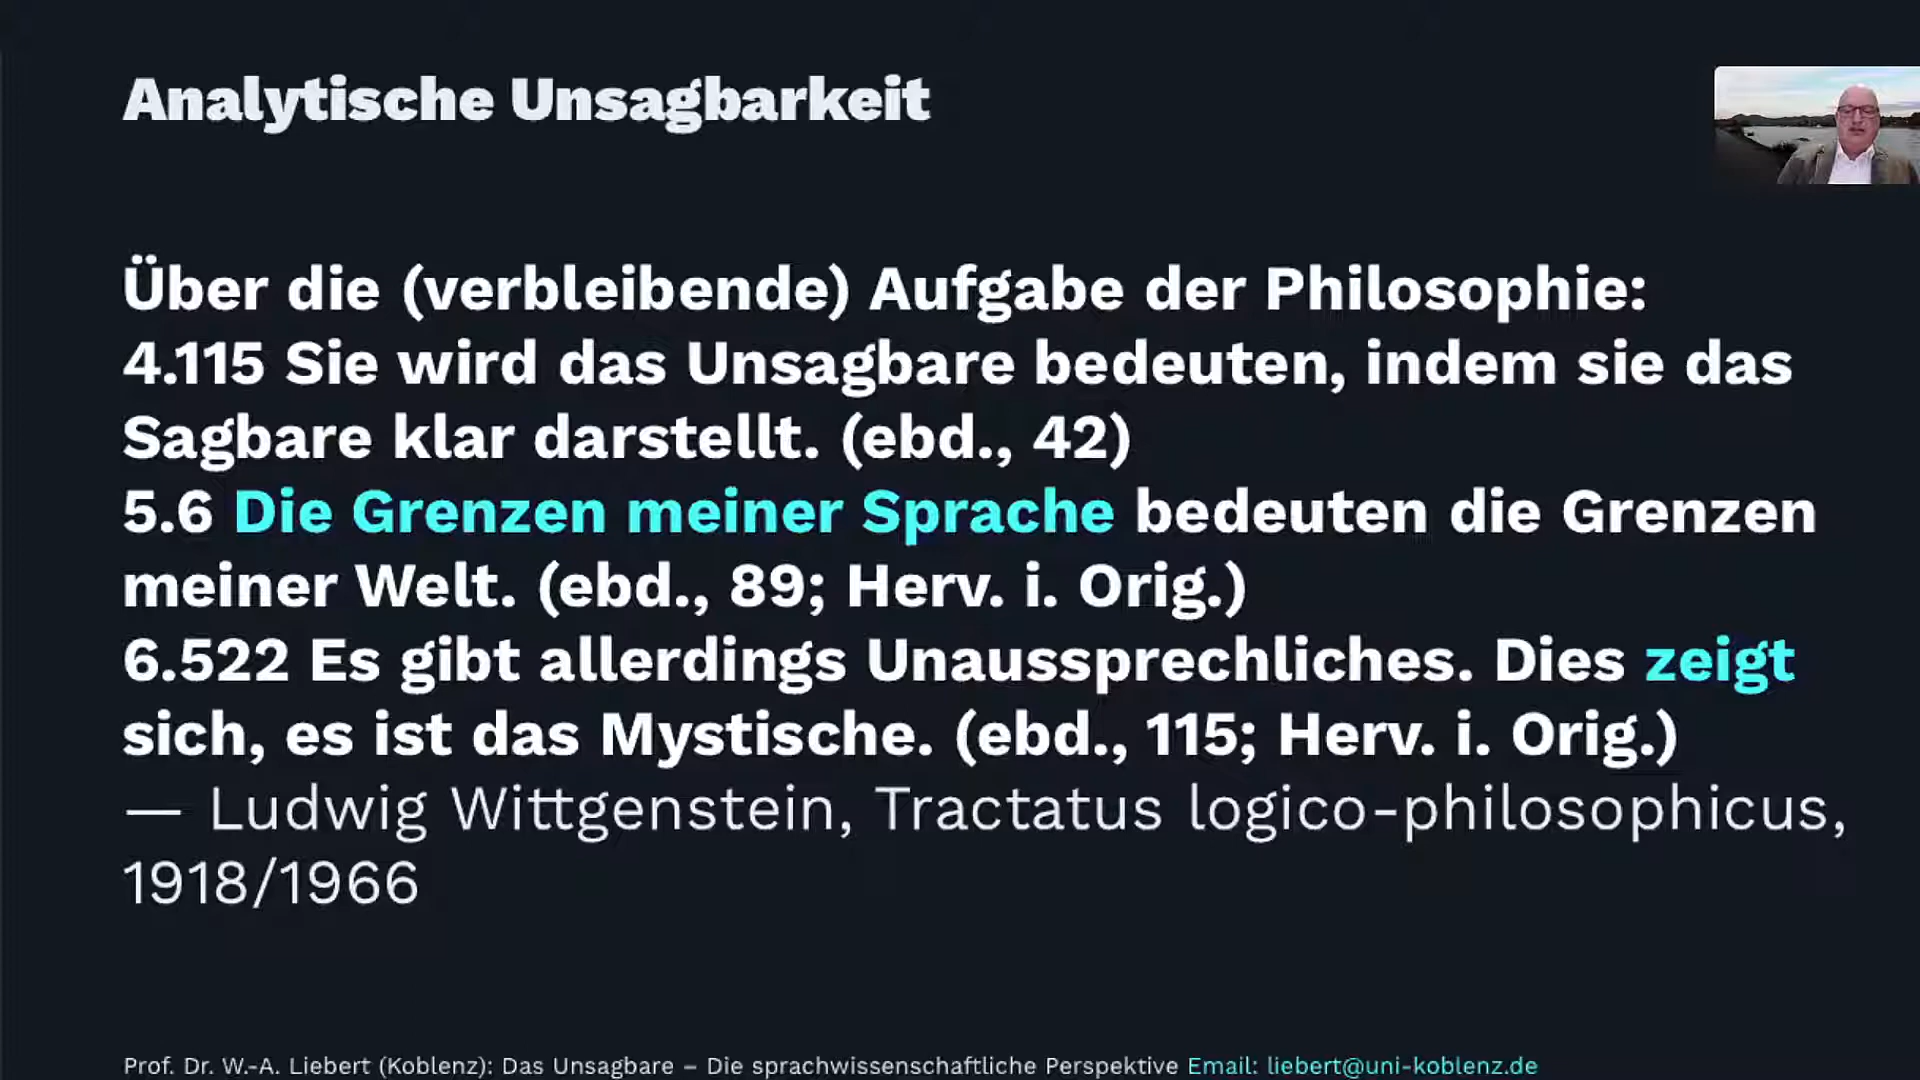 Analytische Unsagbarkeit
Über die (verbleibende) Aufgabe der Philosophie:
4.115 Sie wird das Unsagbare bedeuten, indem sie das
Sagbare klar darstellt. (ebd., 42)
5.6 Die Grenzen meiner Sprache bedeuten die Grenzen
meiner Welt. (ebd., 89; Herv. i. Orig.)
6.522 Es gibt allerdings Unaussprechliches. Dies zeigt
sich, es ist das Mystische. (ebd., 115; Herv. i. Orig.)
— Ludwig Wittgenstein, Tractatus logico-philosophicus,
1918/1966
Prof. Dr. W.-A. Liebert (Koblenz): Das Unsagbare – Die sprachwissenschaftliche Perspektive Email: liebert@uni-koblenz.de